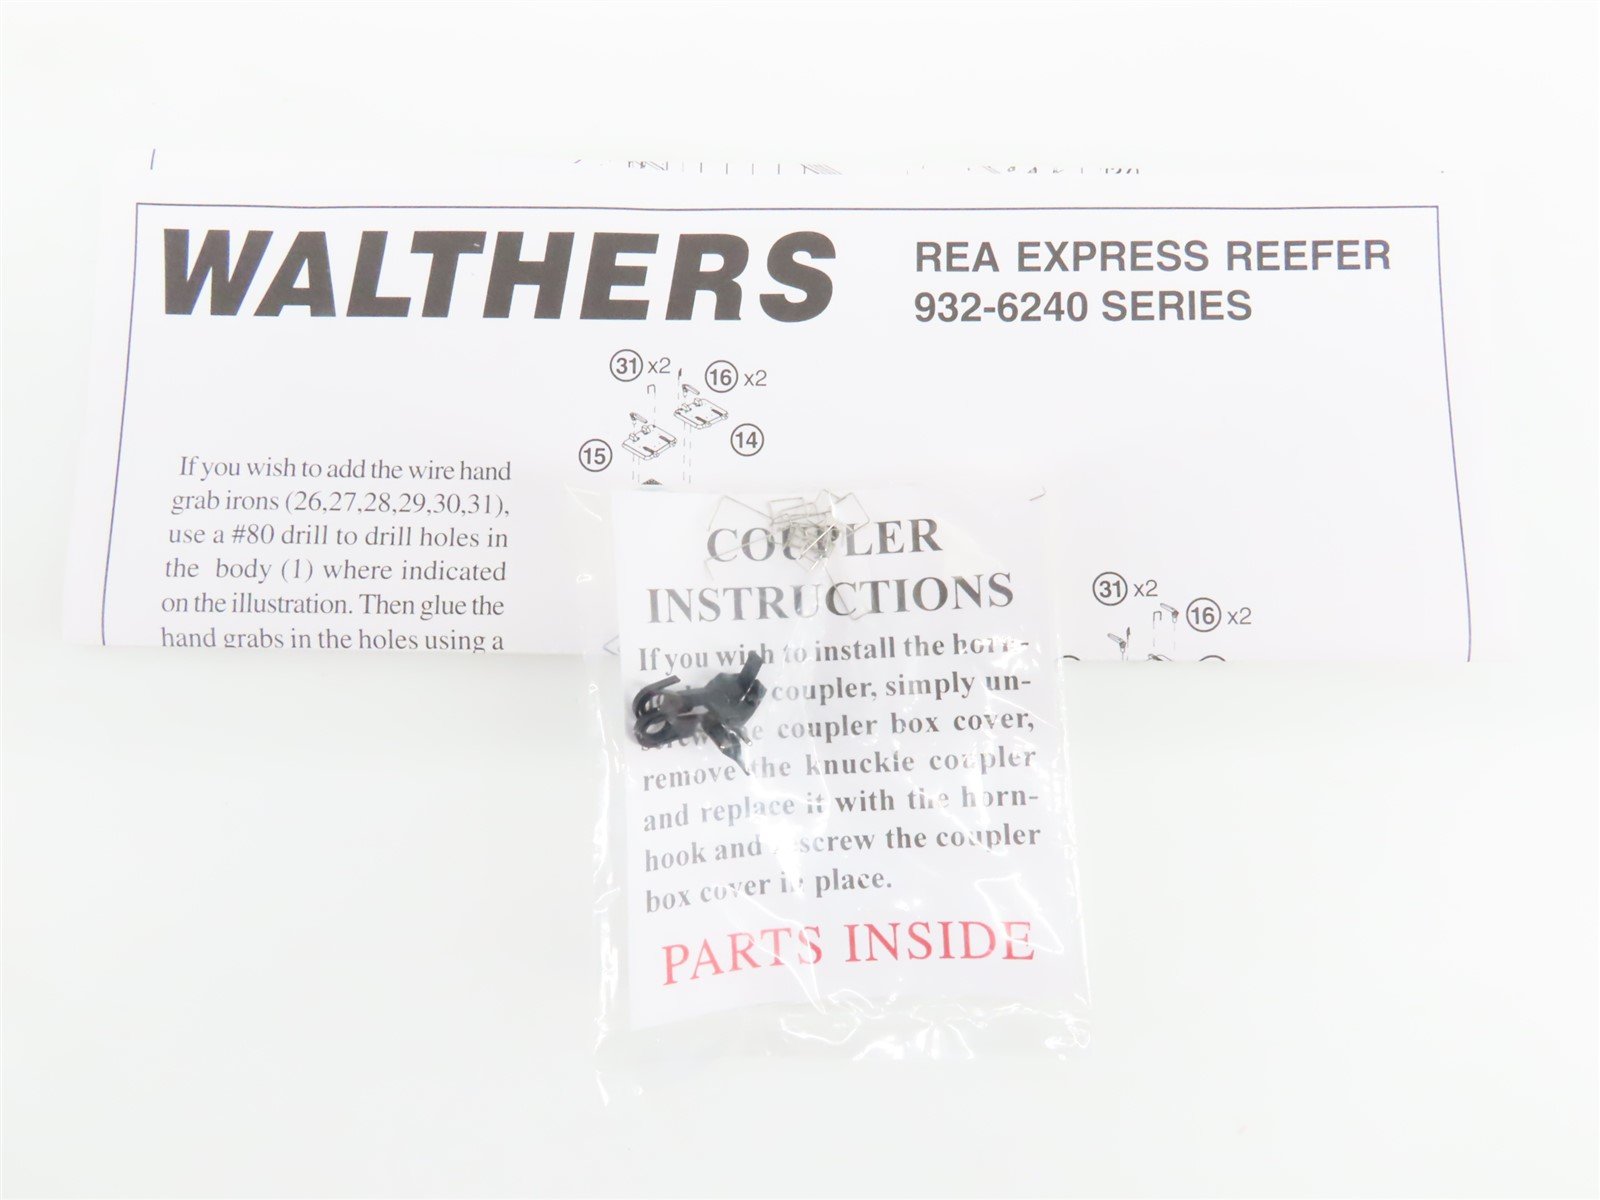 WALTHERS
REA EXPRESS REEFER
932-6240 SERIES
31 x2
16 x2
15
14
If you wish to add the wire hand
grab irons (26,27,28,29,30,31),
use a #80 drill to drill holes in
the body (1) where indicated
on the illustration. Then glue the
hand grabs in the holes using a
31 x2
16 x2
COUPLER
INSTRUCTIONS
If you wish to install the horn-
coupler, simply un-
screw the coupler box cover,
remove the knuckle coupler
and replace it with the horn-
hook and screw the coupler
box cover in place.
PARTS INSIDE